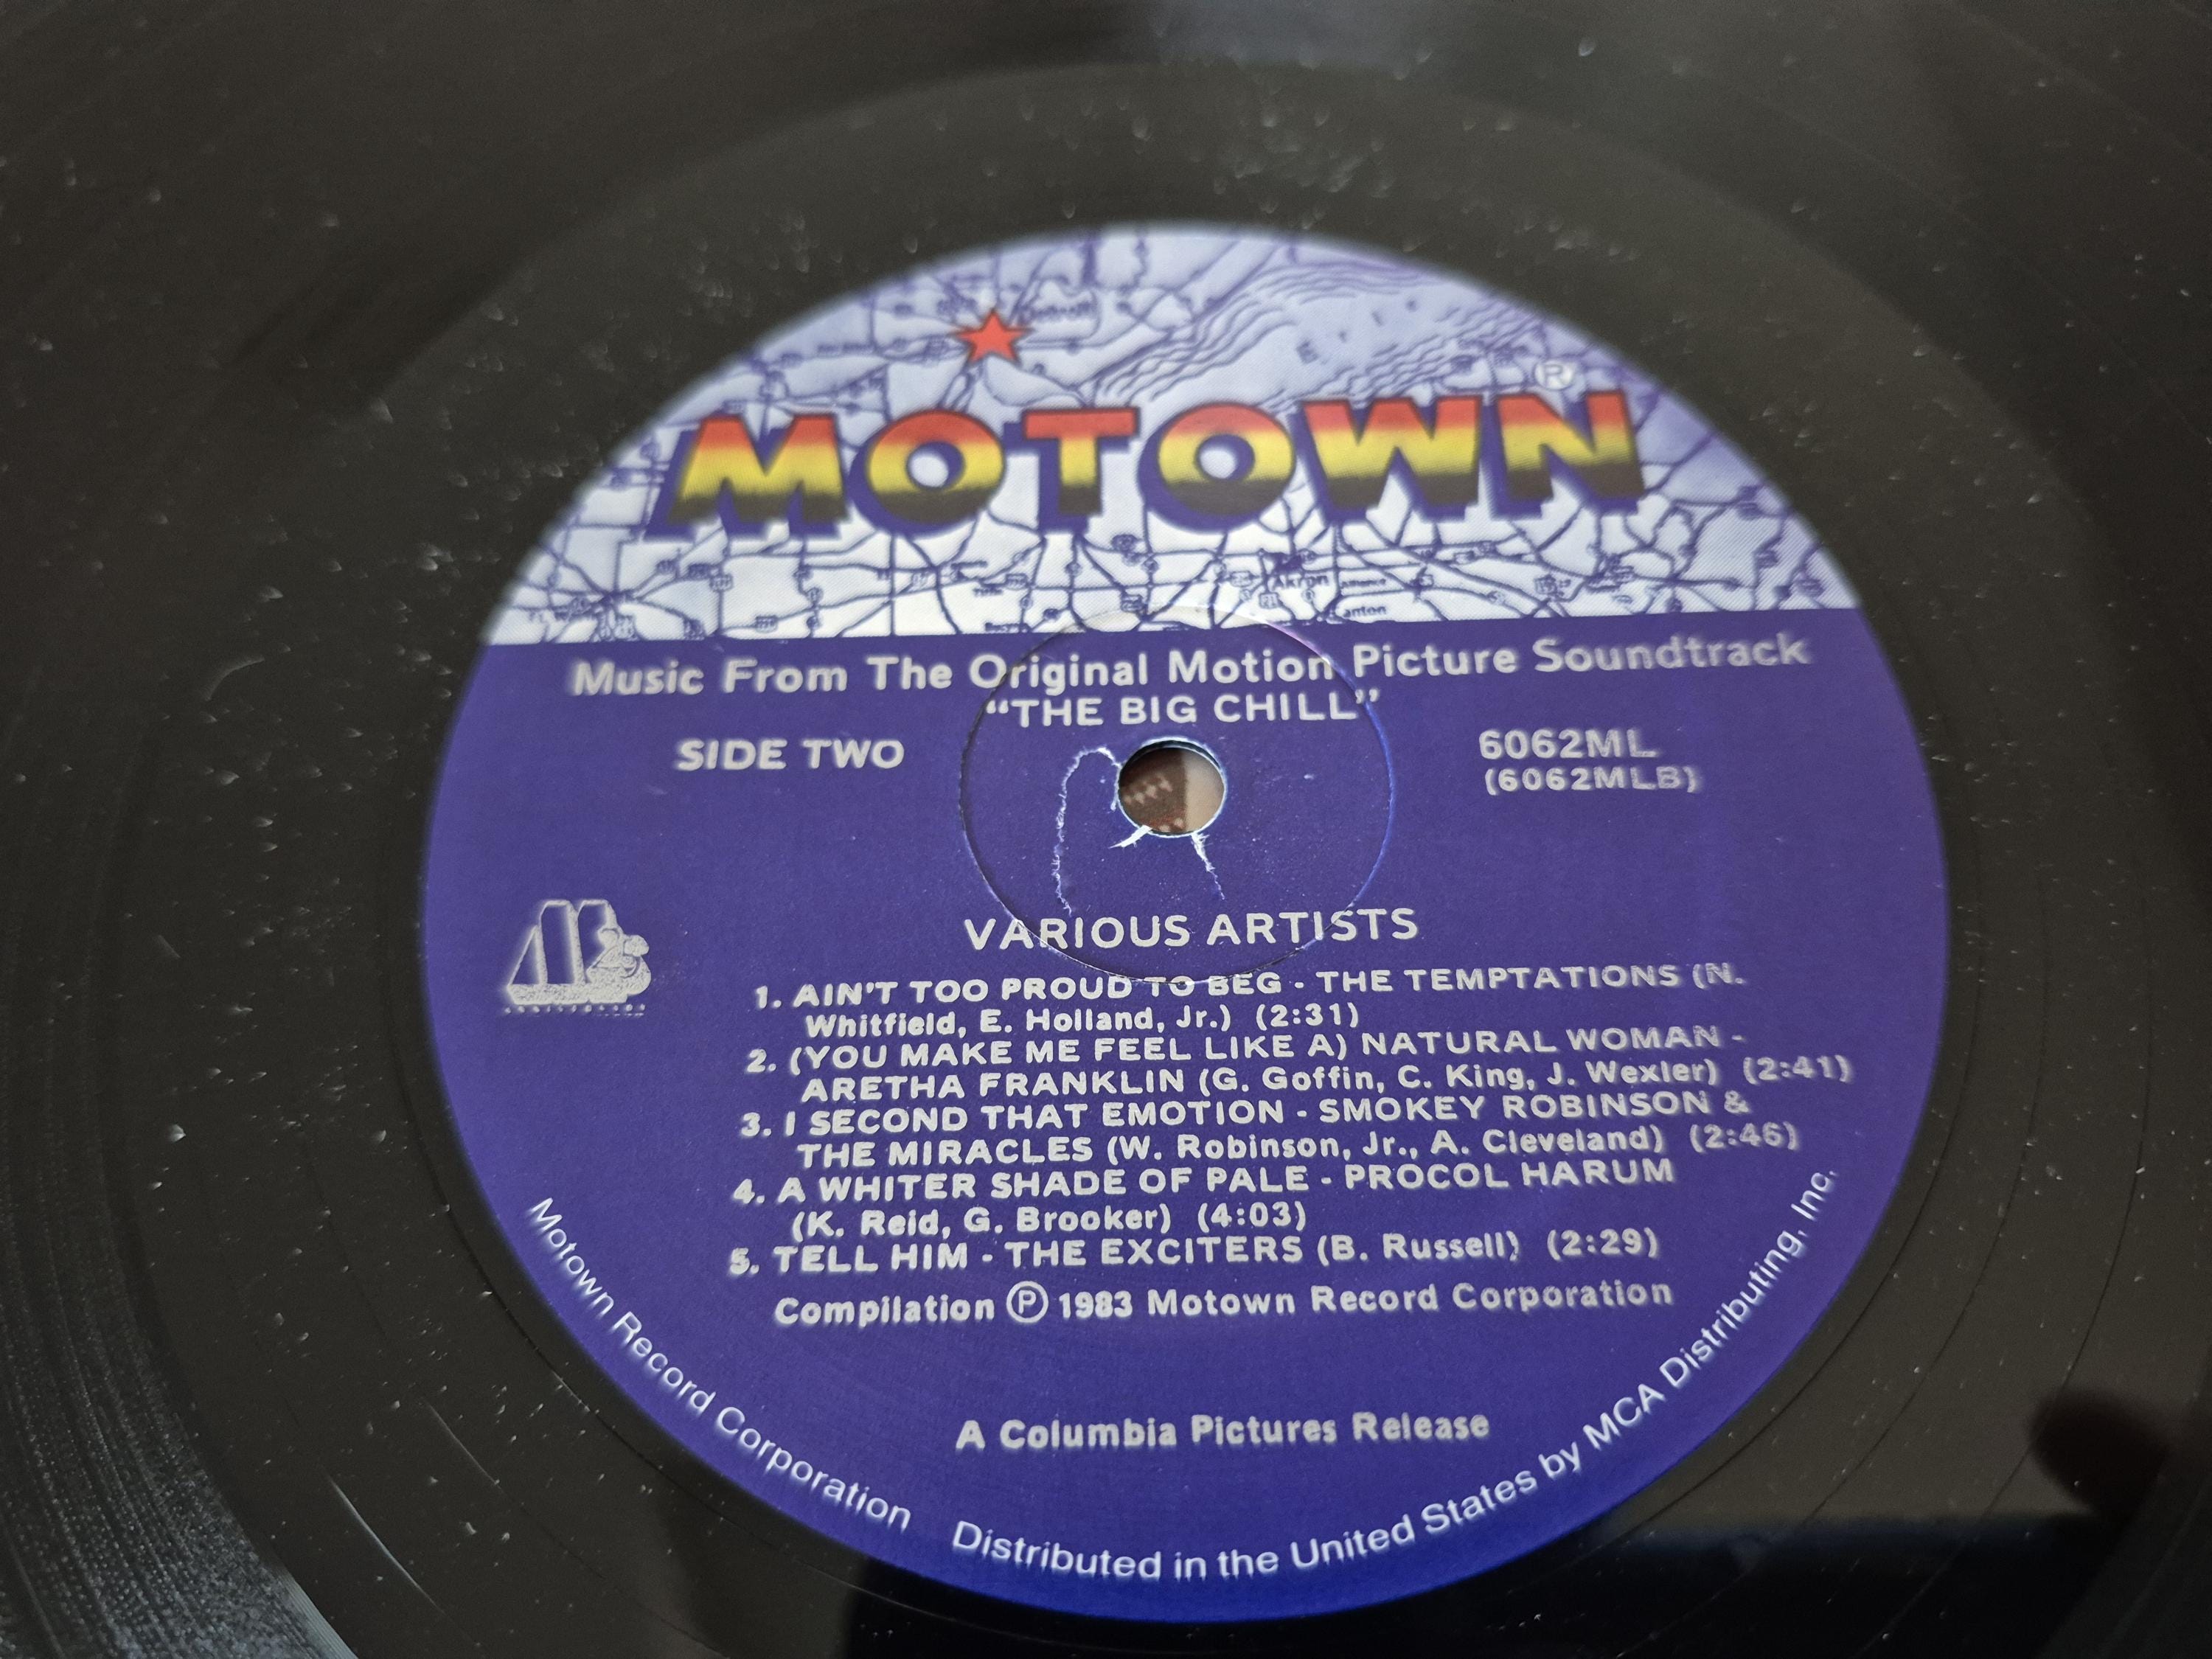 Detroit
Erie
®
MOTOWN
Akron
anton
Music From The Original Motion Picture Soundtrack
“THE BIG CHILL”
SIDE TWO
6062ML
(6062MLB)
VARIOUS ARTISTS
1. AIN'T TOO PROUD TO BEG - THE TEMPTATIONS (N.
Whitfield, E. Holland, Jr.) (2:31)
2. (YOU MAKE ME FEEL LIKE A) NATURAL WOMAN -
ARETHA FRANKLIN (G. Goffin, C. King, J. Wexler) (2:41)
3. I SECOND THAT EMOTION - SMOKEY ROBINSON &
THE MIRACLES (W. Robinson, Jr., A. Cleveland) (2:46)
4. A WHITER SHADE OF PALE - PROCOL HARUM
(K. Reid, G. Brooker) (4:03)
5. TELL HIM - THE EXCITERS (B. Russell) (2:29)
Compilation Ⓟ 1983 Motown Record Corporation
A Columbia Pictures Release
Motown Record Corporation Distributed in the United States by MCA Distributing, Inc.